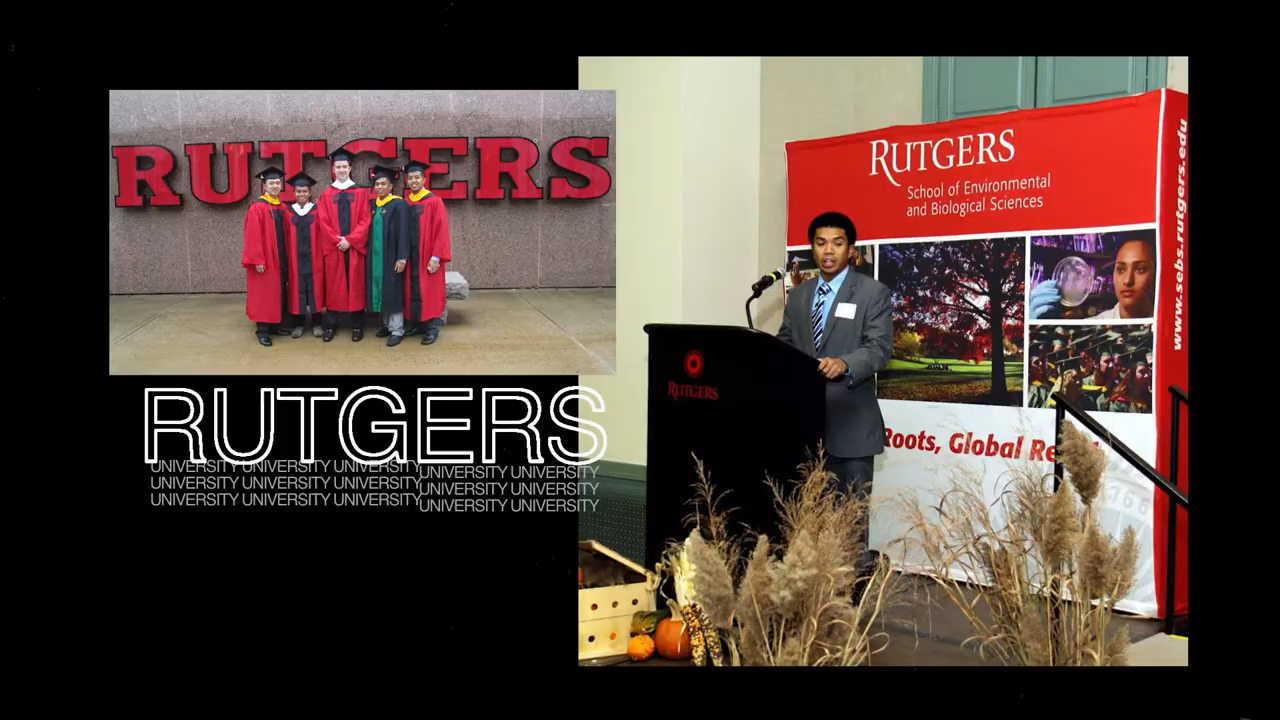 RUTGERS
RUTGERS
UNIVERSITY UNIVERSITY UNIVERSITY UNIVERSITY UNIVERSITY
UNIVERSITY UNIVERSITY UNIVERSITY UNIVERSITY UNIVERSITY
UNIVERSITY UNIVERSITY UNIVERSITY UNIVERSITY UNIVERSITY
RUTGERS
School of Environmental
and Biological Sciences
www.sebs.rutgers.edu
RUTGERS
Roots, Global